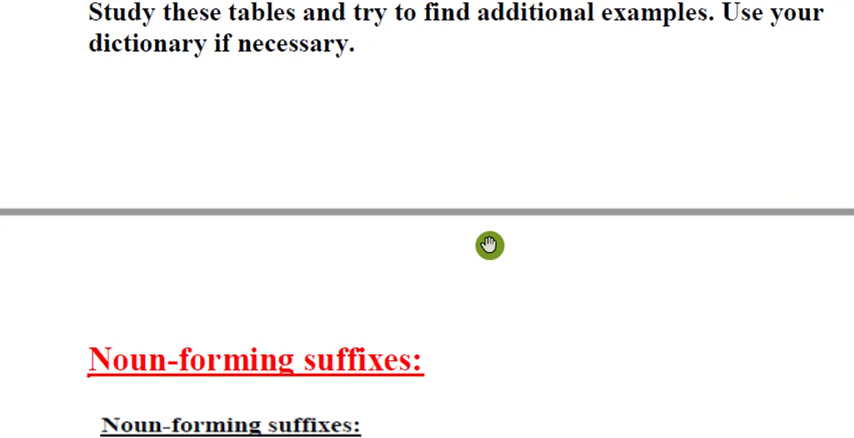 Study these tables and try to find additional examples. Use your
dictionary if necessary.
Noun-forming suffixes:
Noun-forming suffixes: